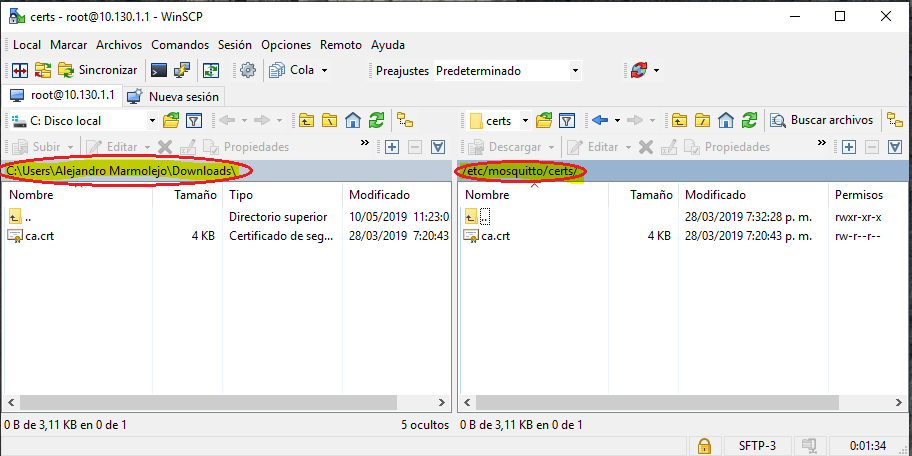 certs - root@10.130.1.1 - WinSCP
Local Marcar Archivos Comandos Sesión Opciones Remoto Ayuda
Sincronizar Cola Preajustes Predeterminado
root@10.130.1.1 Nueva sesión
C: Disco local certs Buscar archivos
Subir Editar Propiedades » Descargar Editar Propiedades »
C:\Users\Alejandro Marmolejo\Downloads\ /etc/mosquitto/certs/
Nombre Tamaño Tipo Modificado Nombre Tamaño Modificado Permisos
.. Directorio superior 10/05/2019 11:23:0 .. 28/03/2019 7:32:28 p. m. rwxr-xr-x
ca.crt 4 KB Certificado de seg... 28/03/2019 7:20:43 ca.crt 4 KB 28/03/2019 7:20:43 p. m. rw-r--r--
0 B de 3,11 KB en 0 de 1 5 ocultos 0 B de 3,11 KB en 0 de 1
SFTP-3 0:01:34